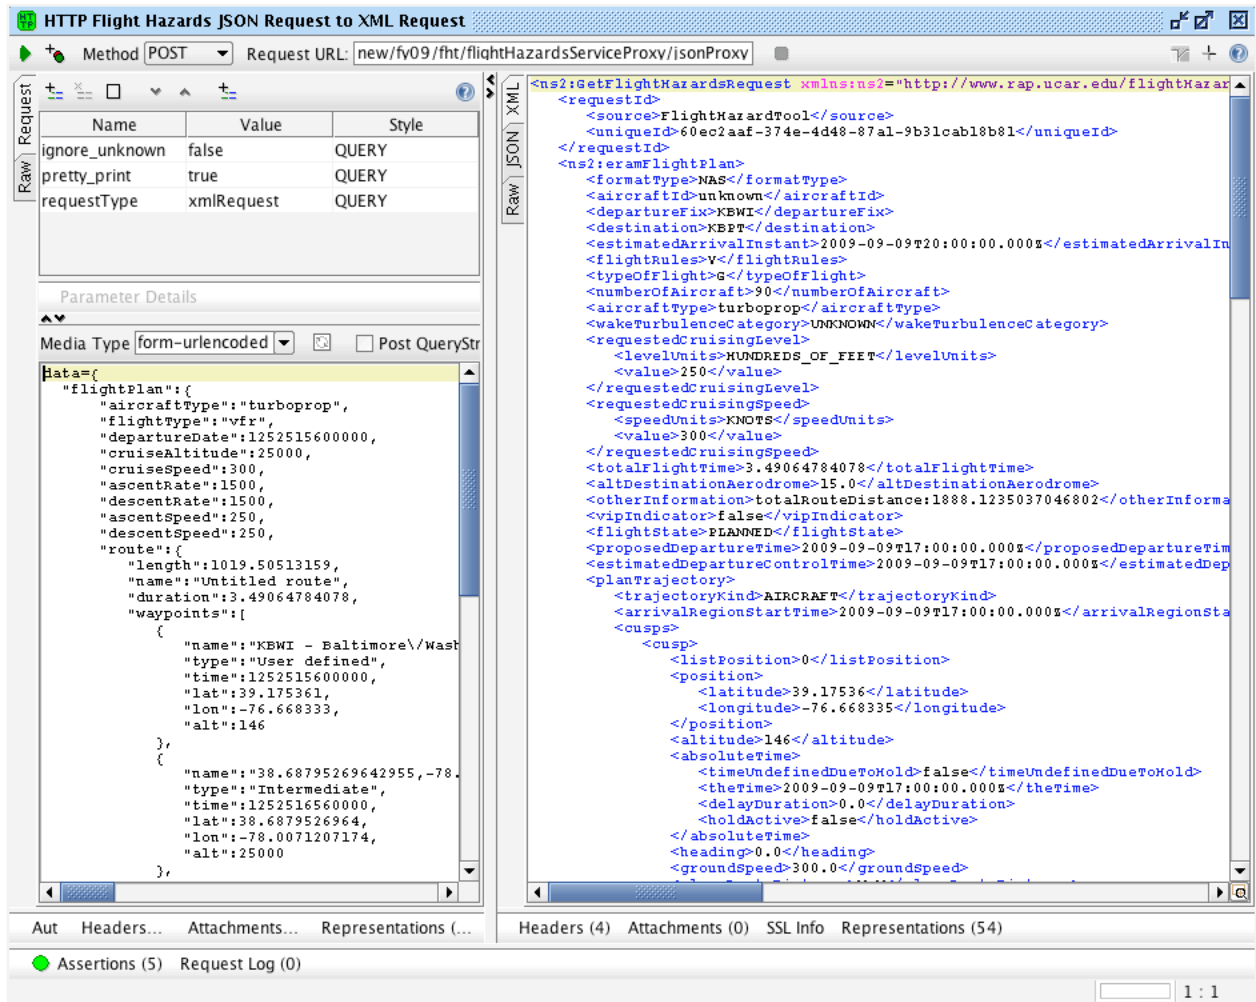 HTTP Flight Hazards JSON Request to XML Request
Method POST Request URL: new/fy09/fht/flightHazardsServiceProxy/jsonProxy
Request
Raw
Name Value Style
ignore_unknown false QUERY
pretty_print true QUERY
requestType xmlRequest QUERY
Parameter Details
Media Type form-urlencoded Post QueryStr
data={
"flightPlan":{
"aircraftType":"turboprop",
"flightType":"vfr",
"departureDate":1252515600000,
"cruiseAltitude":25000,
"cruiseSpeed":300,
"ascentRate":1500,
"descentRate":1500,
"ascentSpeed":250,
"descentSpeed":250,
"route":{
"length":1019.50513159,
"name":"Untitled route",
"duration":3.49064784078,
"waypoints":[
{
"name":"KBWI - Baltimore\/Wash
"type":"User defined",
"time":1252515600000,
"lat":39.175361,
"lon":-76.668333,
"alt":146
},
{
"name":"38.68795269642955,-78.
"type":"Intermediate",
"time":1252516560000,
"lat":38.6879526964,
"lon":-78.0071207174,
"alt":25000
},
Aut Headers... Attachments... Representations (...
XML
JSON
Raw
<ns2:GetFlightHazardsRequest xmlns:ns2="http://www.rap.ucar.edu/flightHazar
<requestId>
<source>FlightHazardTool</source>
<uniqueId>60ec2aaf-374e-4d48-87a1-9b31cab18b81</uniqueId>
</requestId>
<ns2:eramFlightPlan>
<formatType>NAS</formatType>
<aircraftId>unknown</aircraftId>
<departureFix>KBWI</departureFix>
<destination>KBPT</destination>
<estimatedArrivalInstant>2009-09-09T20:00:00.000Z</estimatedArrivalIn
<flightRules>V</flightRules>
<typeOfFlight>G</typeOfFlight>
<numberOfAircraft>90</numberOfAircraft>
<aircraftType>turboprop</aircraftType>
<wakeTurbulenceCategory>UNKNOWN</wakeTurbulenceCategory>
<requestedCruisingLevel>
<levelUnits>HUNDREDS_OF_FEET</levelUnits>
<value>250</value>
</requestedCruisingLevel>
<requestedCruisingSpeed>
<speedUnits>KNOTS</speedUnits>
<value>300</value>
</requestedCruisingSpeed>
<totalFlightTime>3.49064784078</totalFlightTime>
<altDestinationAerodrome>15.0</altDestinationAerodrome>
<otherInformation>totalRouteDistance:1888.1235037046802</otherInforma
<vipIndicator>false</vipIndicator>
<flightState>PLANNED</flightState>
<proposedDepartureTime>2009-09-09T17:00:00.000Z</proposedDepartureTim
<estimatedDepartureControlTime>2009-09-09T17:00:00.000Z</estimatedDep
<planTrajectory>
<trajectoryKind>AIRCRAFT</trajectoryKind>
<arrivalRegionStartTime>2009-09-09T17:00:00.000Z</arrivalRegionSta
<cusps>
<cusp>
<listPosition>0</listPosition>
<position>
<latitude>39.17536</latitude>
<longitude>-76.668335</longitude>
</position>
<altitude>146</altitude>
<absoluteTime>
<timeUndefinedDueToHold>false</timeUndefinedDueToHold>
<theTime>2009-09-09T17:00:00.000Z</theTime>
<delayDuration>0.0</delayDuration>
<holdActive>false</holdActive>
</absoluteTime>
<heading>0.0</heading>
<groundSpeed>300.0</groundSpeed>
Headers (4) Attachments (0) SSL Info Representations (54)
Assertions (5) Request Log (0)
1 : 1